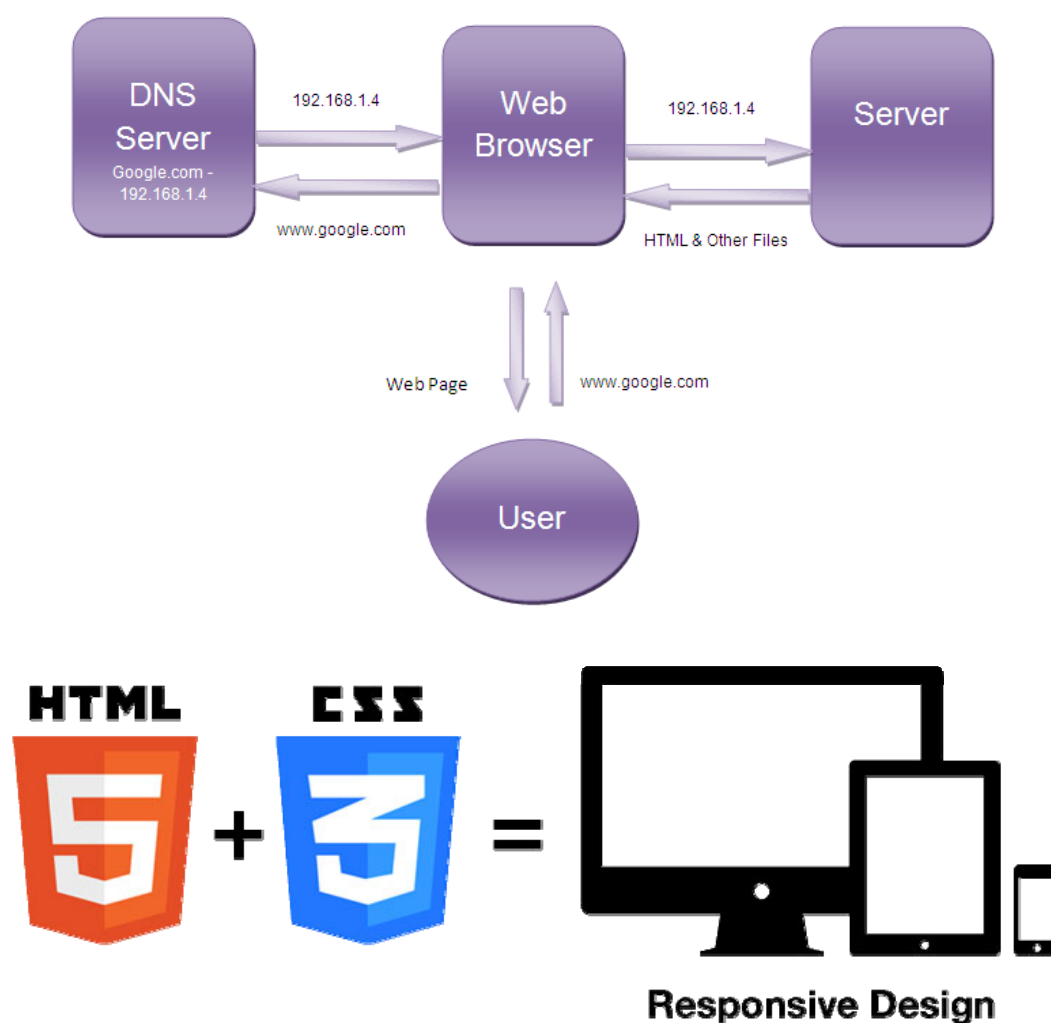 DNS
Server
Google.com -
192.168.1.4
192.168.1.4
www.google.com
Web
Browser
192.168.1.4
HTML & Other Files
Server
Web Page
www.google.com
User
HTML
5
+
CSS
3
=
Responsive Design